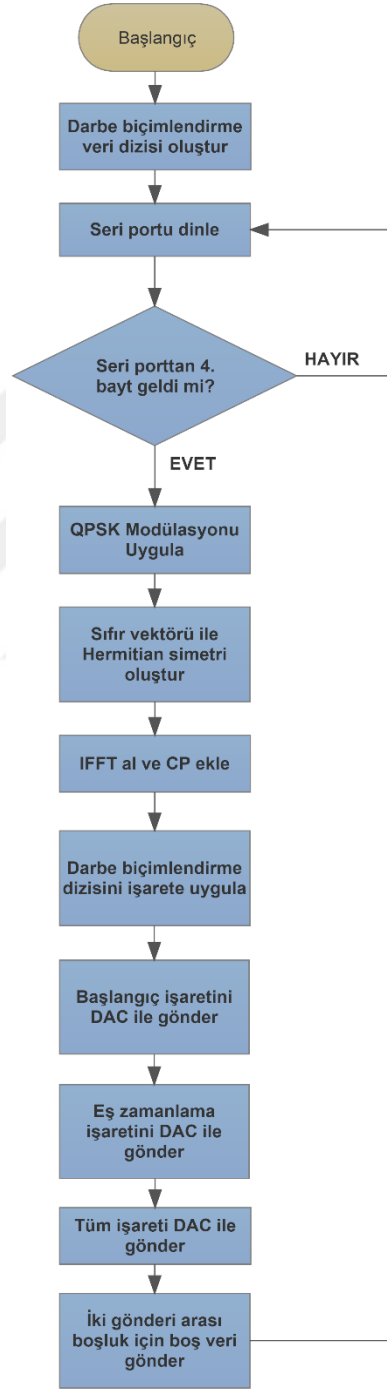 Başlangıç
Darbe biçimlendirme
veri dizisi oluştur
Seri portu dinle
Seri porttan 4.
bayt geldi mi?
HAYIR
EVET
QPSK Modülasyonu
Uygula
Sıfır vektörü ile
Hermitian simetri
oluştur
IFFT al ve CP ekle
Darbe biçimlendirme
dizisini işarete uygula
Başlangıç işaretini
DAC ile gönder
Eş zamanlama
işaretini DAC ile
gönder
Tüm işareti DAC ile
gönder
İki gönderi arası
boşluk için boş veri
gönder